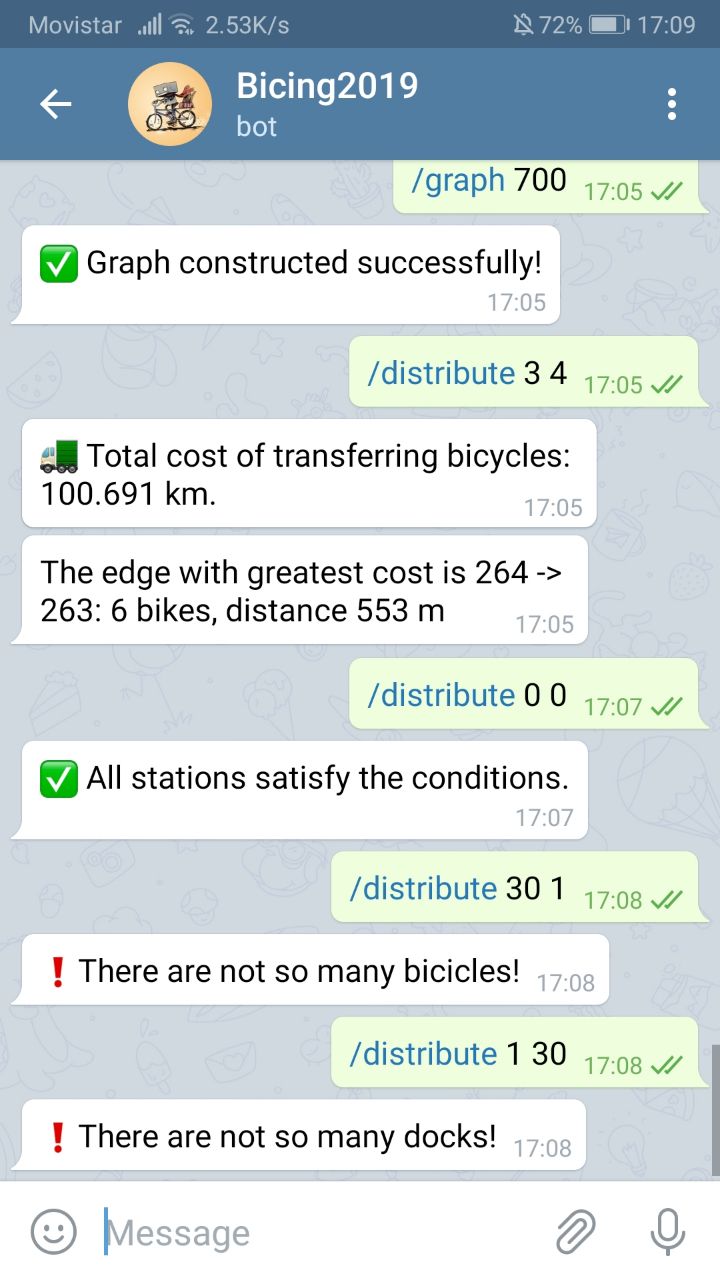 Movistar 2.53K/s 72% 17:09
Bicing2019
bot
/graph 700 17:05
Graph constructed successfully!
17:05
/distribute 3 4 17:05
Total cost of transferring bicycles:
100.691 km. 17:05
The edge with greatest cost is 264 ->
263: 6 bikes, distance 553 m 17:05
/distribute 0 0 17:07
All stations satisfy the conditions.
17:07
/distribute 30 1 17:08
There are not so many bicicles! 17:08
/distribute 1 30 17:08
There are not so many docks! 17:08
Message